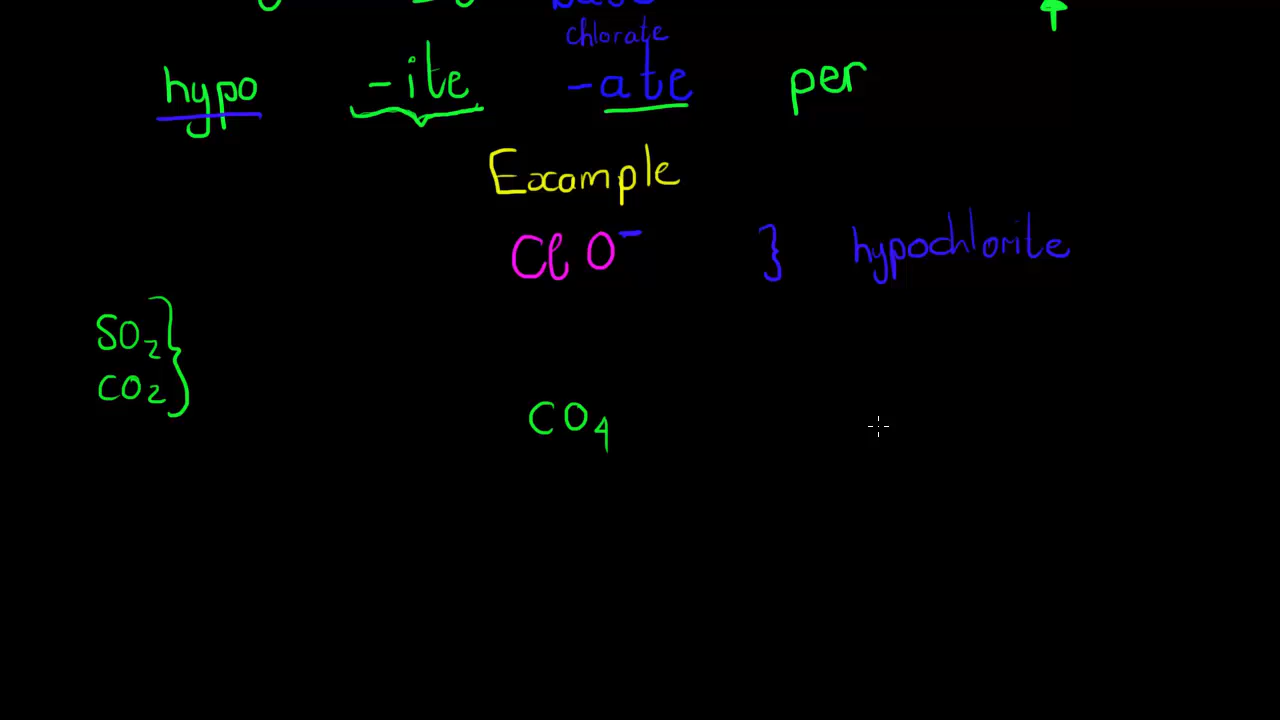 chlorate
hypo -ite -ate per
Example
ClO⁻ } hypochlorite
SO₂
CO₂
CO₄